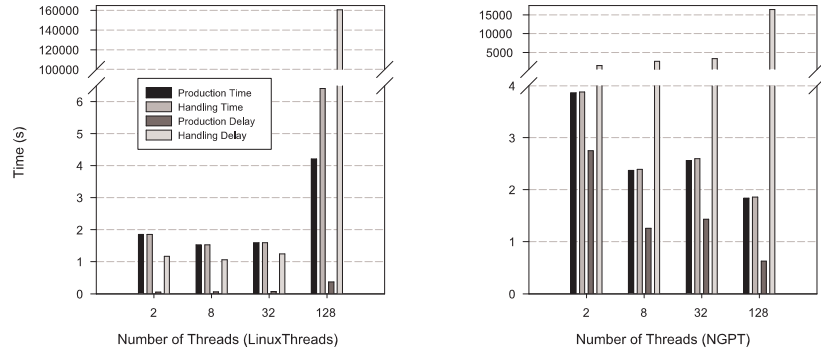 160000
140000
120000
100000
6
5
4
3
2
1
0
Time (s)
Production Time
Handling Time
Production Delay
Handling Delay
2 8 32 128
Number of Threads (LinuxThreads)
15000
10000
5000
4
3
2
1
0
2 8 32 128
Number of Threads (NGPT)